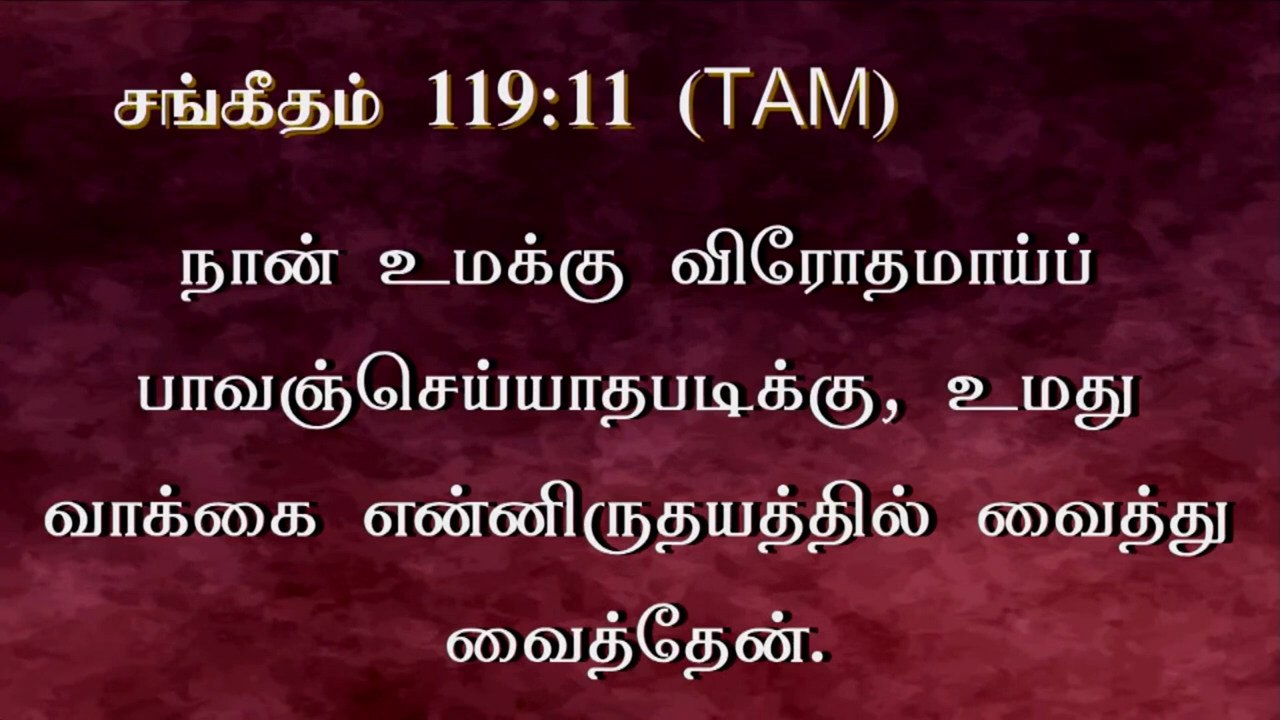 சங்கீதம் 119:11 (TAM)
நான் உமக்கு விரோதமாய்ப்
பாவஞ்செய்யாதபடிக்கு, உமது
வாக்கை என்னிருதயத்தில் வைத்து
வைத்தேன்.